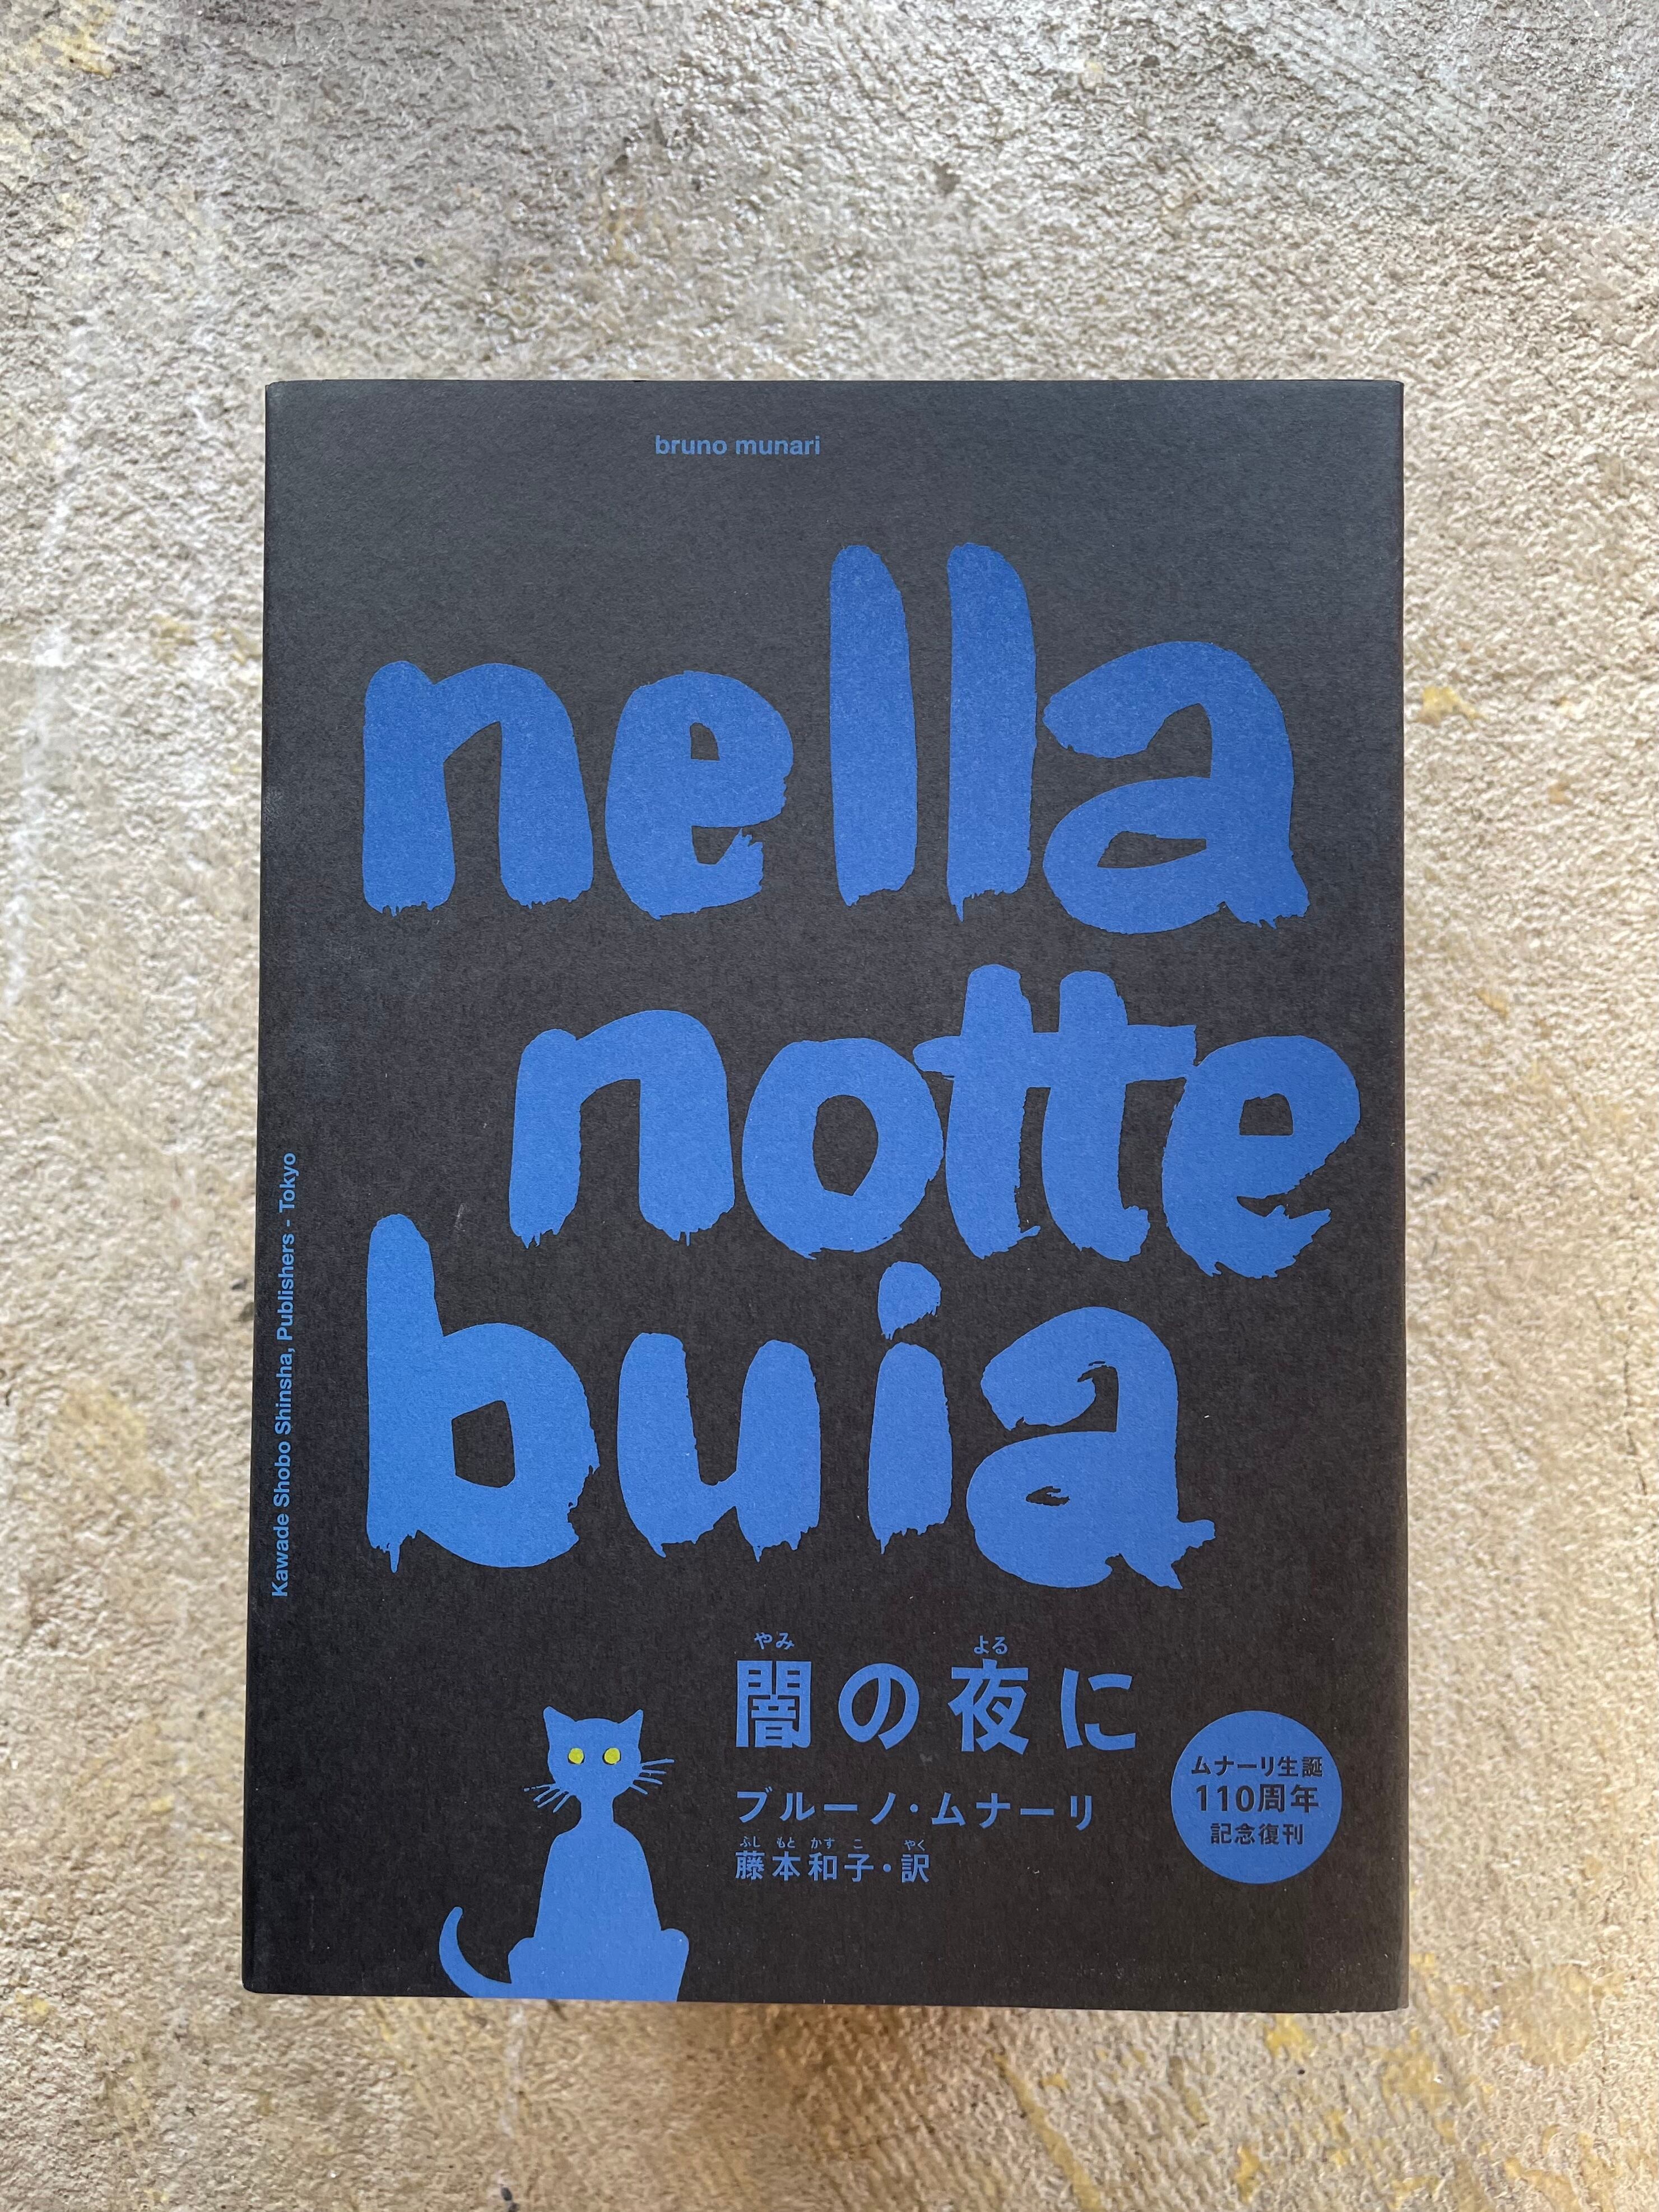 bruno munari
nella
notte
buia
Kawade Shobo Shinsha, Publishers - Tokyo
やみ よる
闇の夜に
ブルーノ・ムナーリ
ふじ もと かず こ やく
藤本和子・訳
ムナーリ生誕
110周年
記念復刊